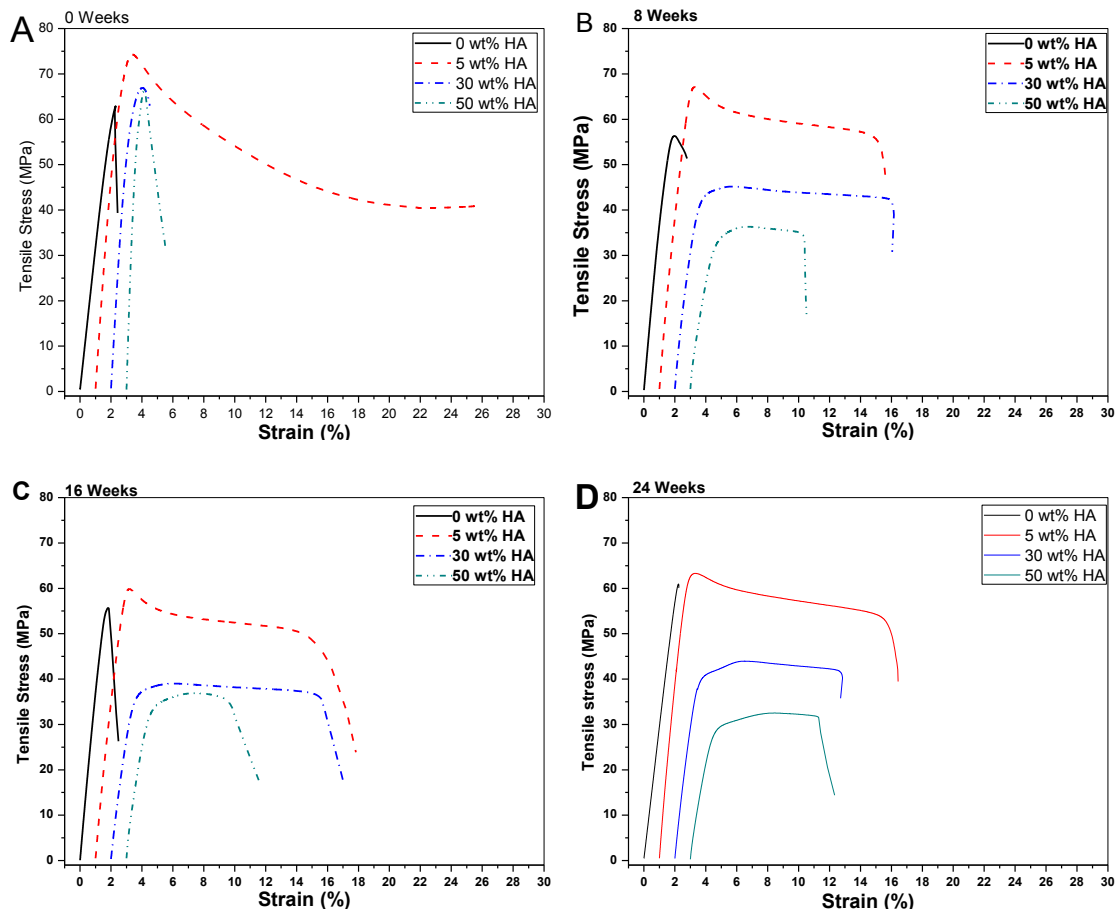 A
0 Weeks
80
70
60
50
40
30
20
10
0
Tensile Stress (MPa)
0 wt% HA
5 wt% HA
30 wt% HA
50 wt% HA
0 2 4 6 8 10 12 14 16 18 20 22 24 26 28 30
Strain (%)
B
8 Weeks
80
70
60
50
40
30
20
10
0
Tensile Stress (MPa)
0 wt% HA
5 wt% HA
30 wt% HA
50 wt% HA
0 2 4 6 8 10 12 14 16 18 20 22 24 26 28 30
Strain (%)
C
16 Weeks
80
70
60
50
40
30
20
10
0
Tensile Stress (MPa)
0 wt% HA
5 wt% HA
30 wt% HA
50 wt% HA
0 2 4 6 8 10 12 14 16 18 20 22 24 26 28 30
Strain (%)
D
24 Weeks
80
70
60
50
40
30
20
10
0
Tensile stress (MPa)
0 wt% HA
5 wt% HA
30 wt% HA
50 wt% HA
0 2 4 6 8 10 12 14 16 18 20 22 24 26 28 30
Strain (%)